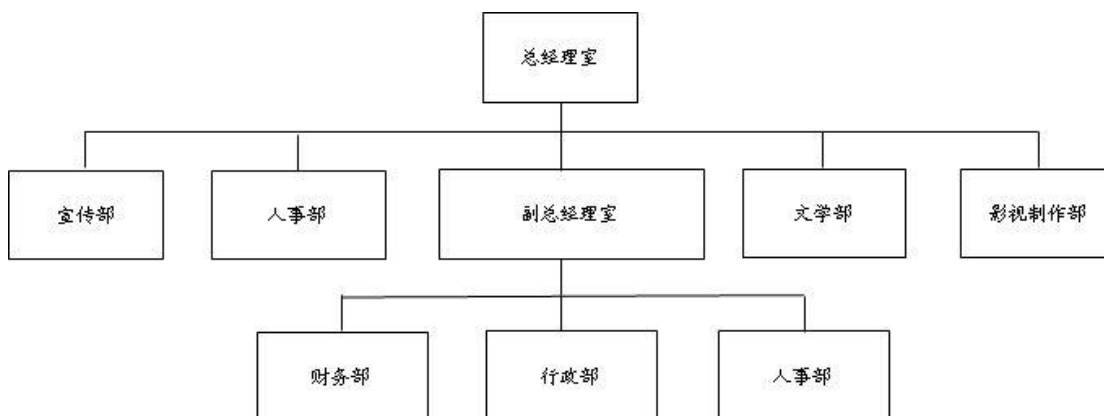 总经理室
宣传部
人事部
副总经理室
文学部
影视制作部
财务部
行政部
人事部